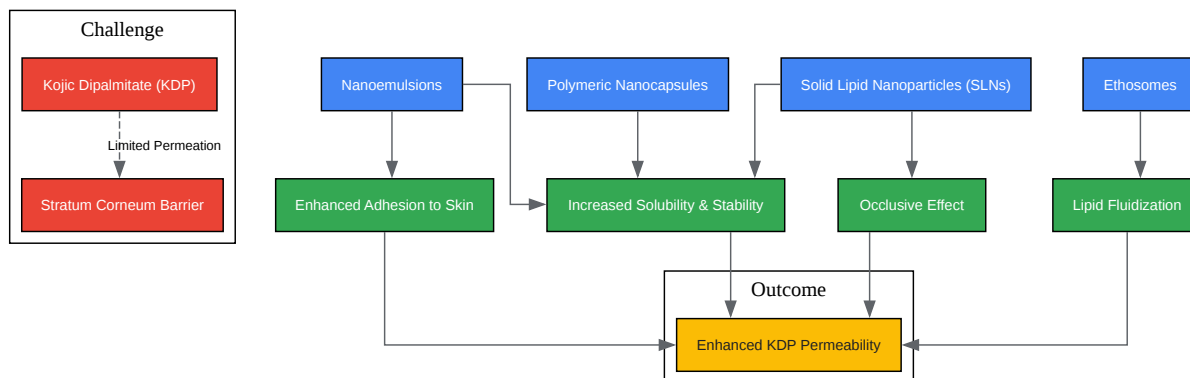 Challenge
Kojic Dipalmitate (KDP)
Nanoemulsions
Polymeric Nanocapsules
Solid Lipid Nanoparticles (SLNs)
Ethosomes
Limited Permeation
Stratum Corneum Barrier
Enhanced Adhesion to Skin
Increased Solubility & Stability
Occlusive Effect
Lipid Fluidization
Outcome
Enhanced KDP Permeability